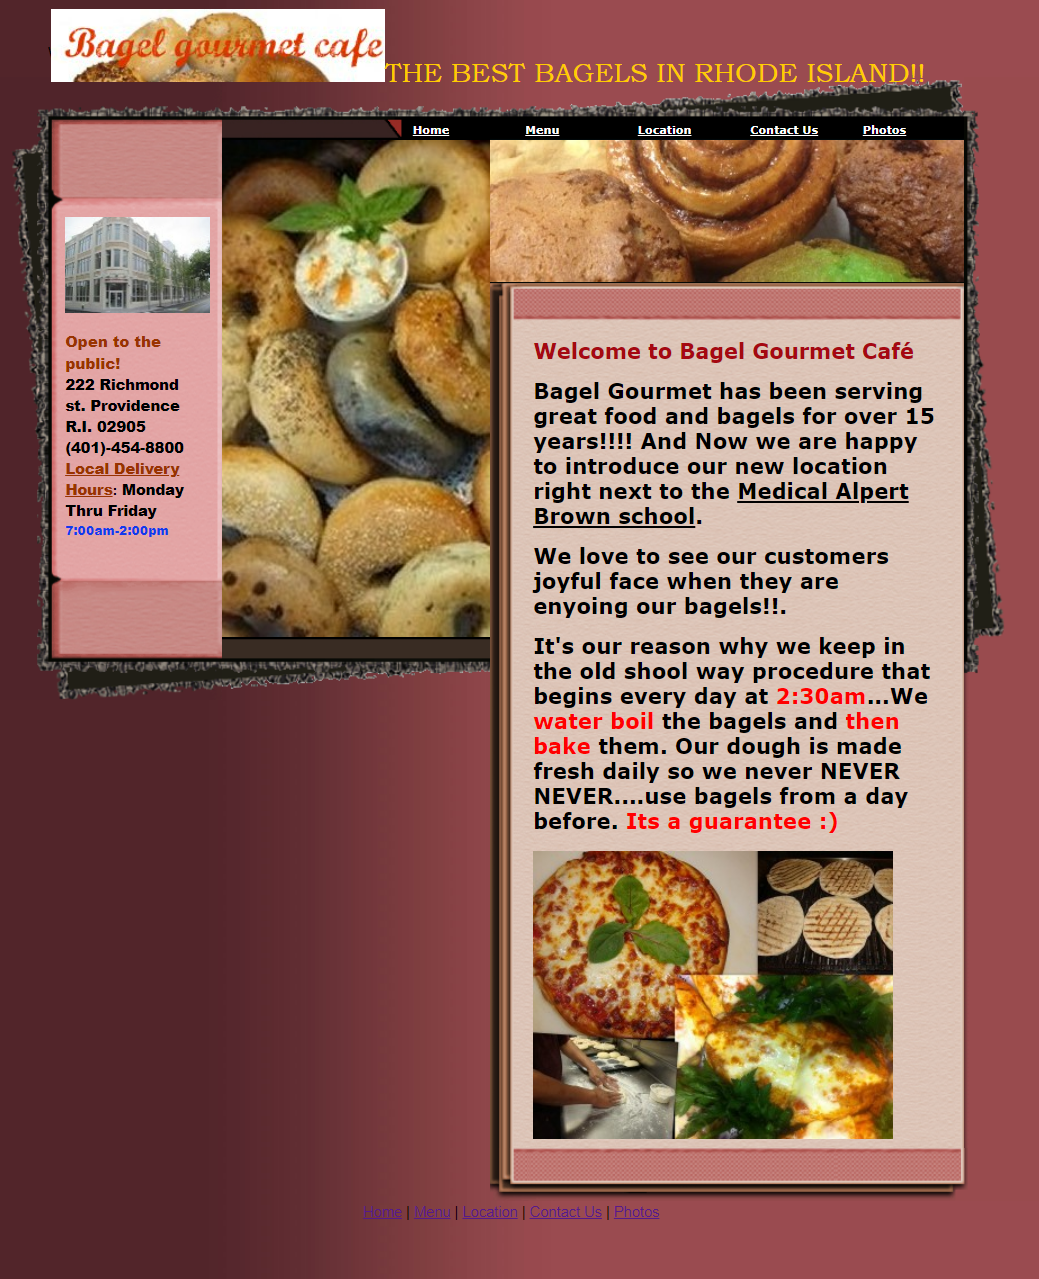 Bagel gourmet cafe
THE BEST BAGELS IN RHODE ISLAND!!
Home Menu Location Contact Us Photos
Open to the
public!
222 Richmond
st. Providence
R.I. 02905
(401)-454-8800
Local Delivery
Hours: Monday
Thru Friday
7:00am-2:00pm
Welcome to Bagel Gourmet Café
Bagel Gourmet has been serving
great food and bagels for over 15
years!!!! And Now we are happy
to introduce our new location
right next to the Medical Alpert
Brown school.
We love to see our customers
joyful face when they are
enyoing our bagels!!.
It's our reason why we keep in
the old shool way procedure that
begins every day at 2:30am...We
water boil the bagels and then
bake them. Our dough is made
fresh daily so we never NEVER
NEVER....use bagels from a day
before. Its a guarantee :)
Home | Menu | Location | Contact Us | Photos